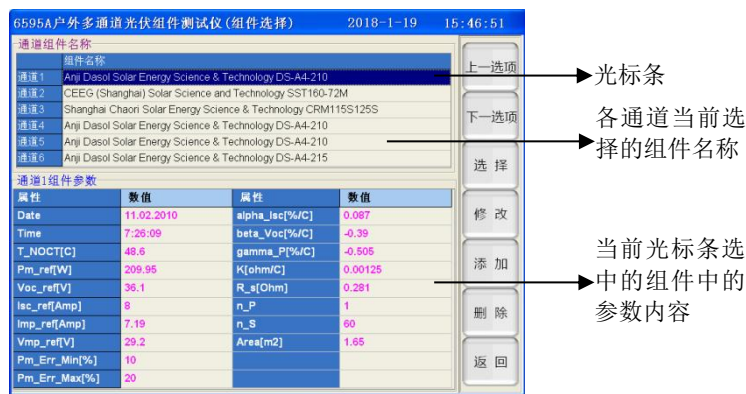 6595A户外多通道光伏组件测试仪(组件选择) 2018-1-19 15:46:51
通道组件名称
组件名称
通道1 Anji Dasol Solar Energy Science & Technology DS-A4-210
通道2 CEEG (Shanghai) Solar Science and Technology SST160-72M
通道3 Shanghai Chaori Solar Energy Science & Technology CRM115S125S
通道4 Anji Dasol Solar Energy Science & Technology DS-A4-210
通道5 Anji Dasol Solar Energy Science & Technology DS-A4-210
通道6 Anji Dasol Solar Energy Science & Technology DS-A4-215
通道1组件参数
属性 数值 属性 数值
Date 11.02.2010 alpha_Isc[%/C] 0.087
Time 7:26:09 beta_Voc[%/C] -0.39
T_NOCT[C] 48.6 gamma_P[%/C] -0.505
Pm_ref[W] 209.95 K[ohm/C] 0.00125
Voc_ref[V] 36.1 R_s[Ohm] 0.281
Isc_ref[Amp] 8 n_P 1
Imp_ref[Amp] 7.19 n_S 60
Vmp_ref[V] 29.2 Area[m2] 1.65
Pm_Err_Min[%] 10
Pm_Err_Max[%] 20
上一选项
下一选项
选 择
修 改
添 加
删 除
返 回
光标条
各通道当前选
择的组件名称
当前光标条选
中的组件中的
参数内容